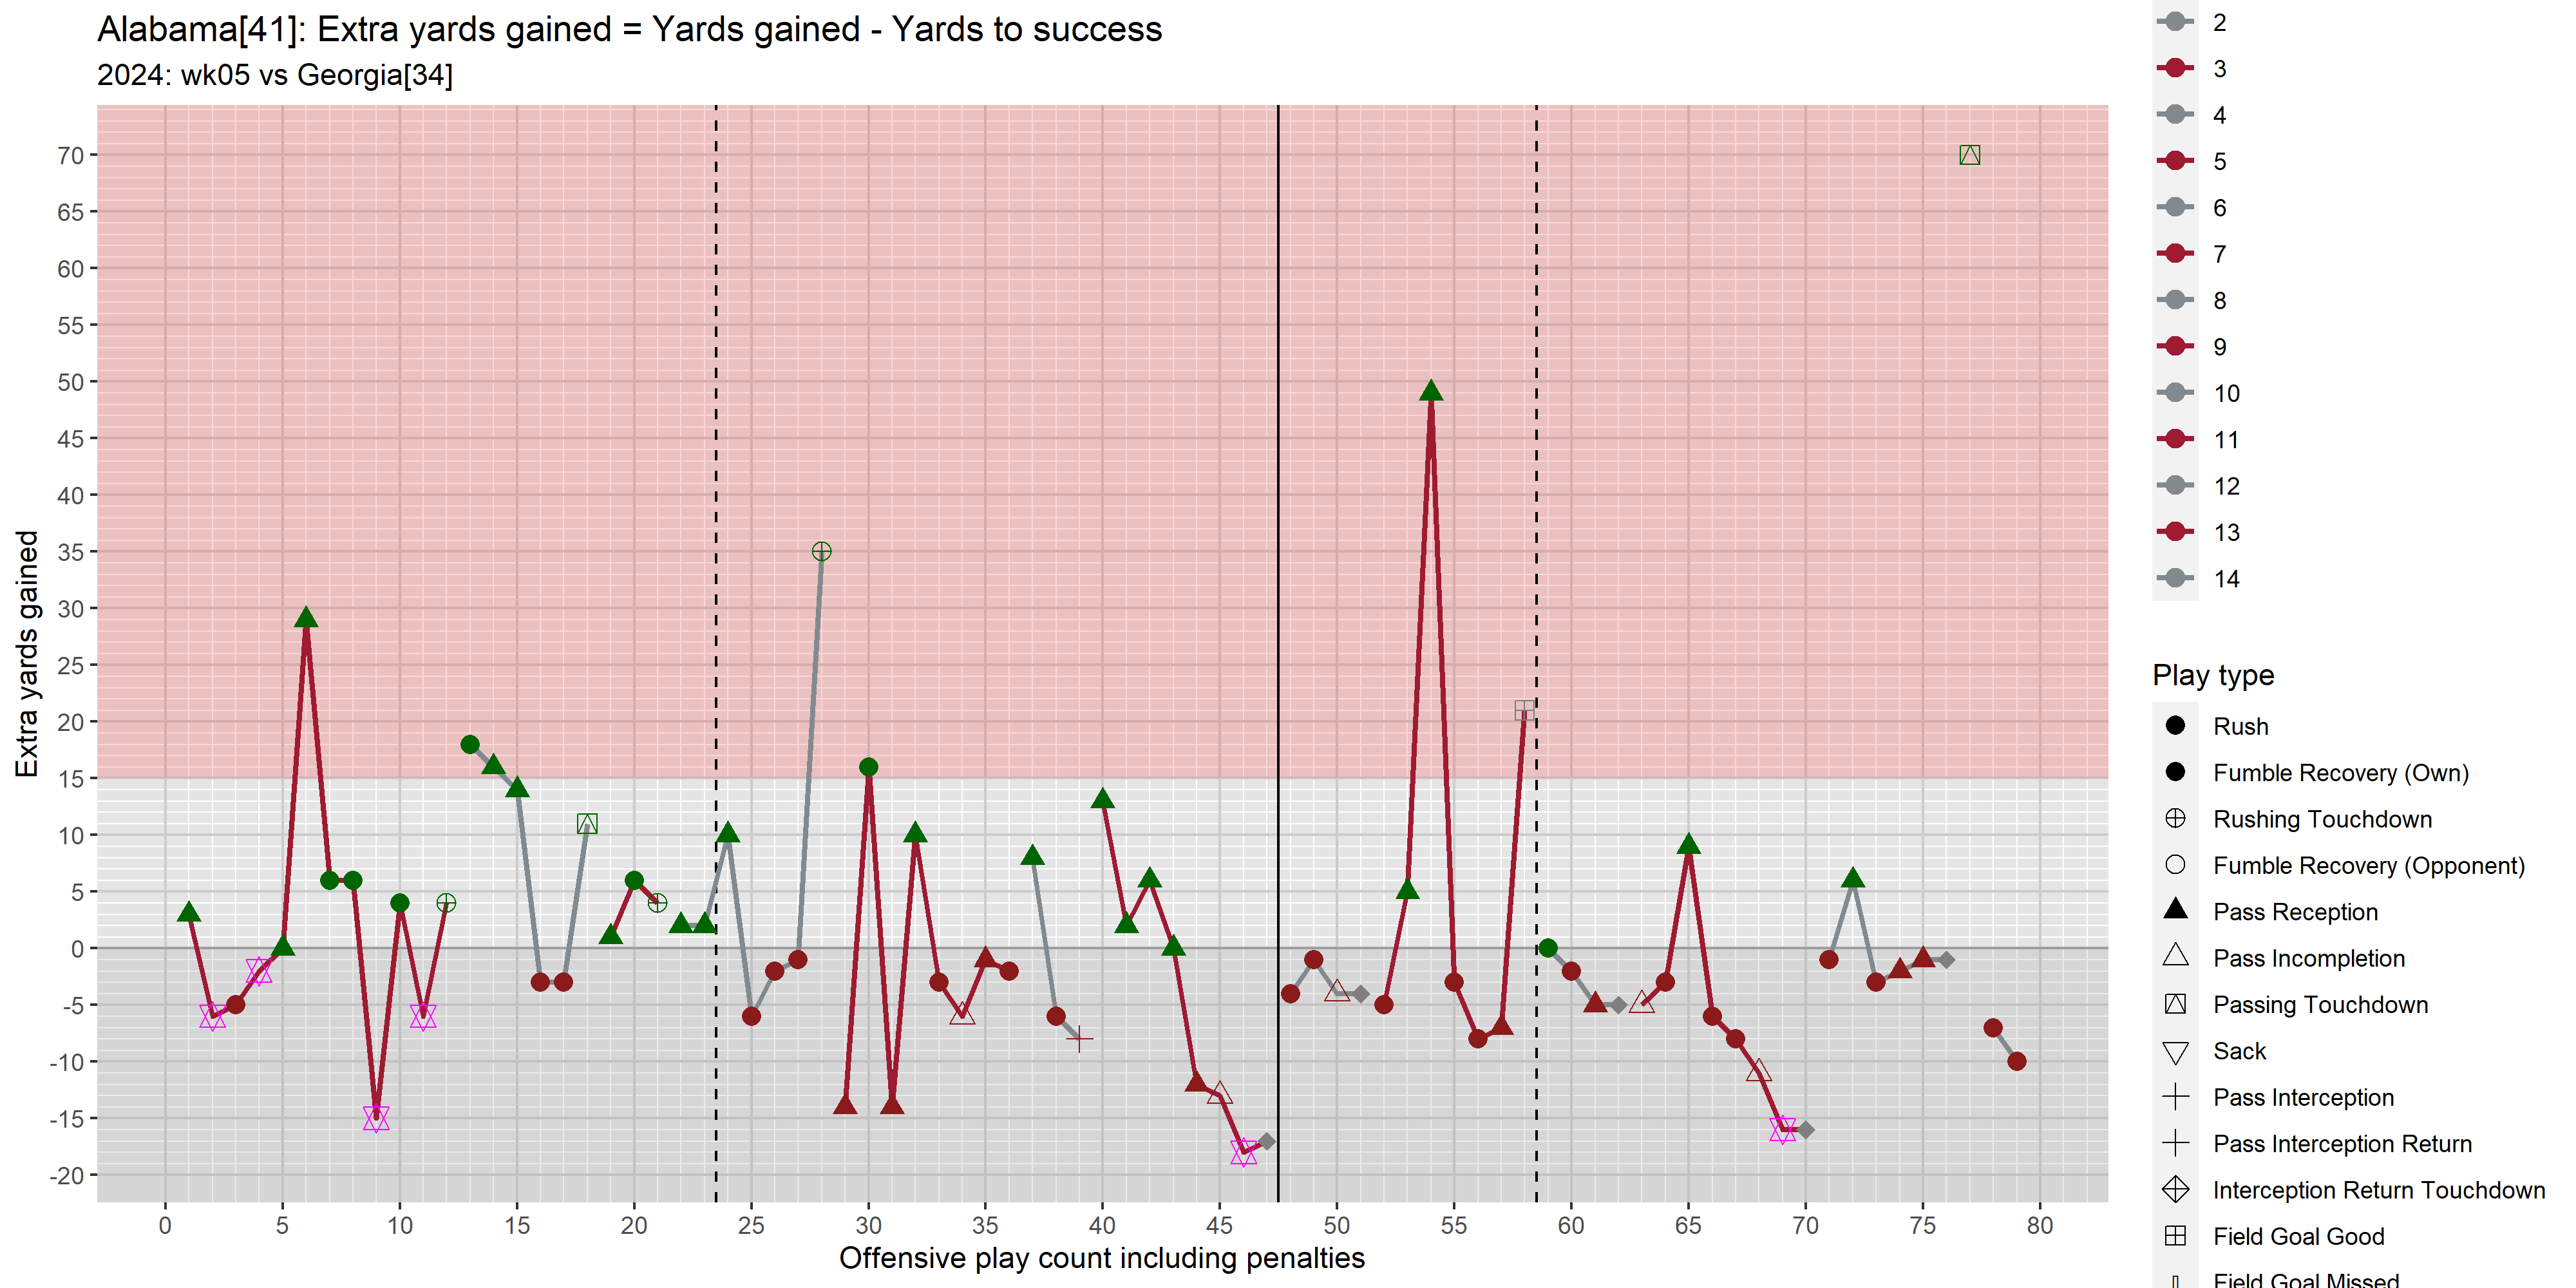 Alabama[41]: Extra yards gained = Yards gained - Yards to success
2024: wk05 vs Georgia[34]
Extra yards gained
70
65
60
55
50
45
40
35
30
25
20
15
10
5
0
-5
-10
-15
-20
0 5 10 15 20 25 30 35 40 45 50 55 60 65 70 75 80
Offensive play count including penalties
2
3
4
5
6
7
8
9
10
11
12
13
14
Play type
Rush
Fumble Recovery (Own)
Rushing Touchdown
Fumble Recovery (Opponent)
Pass Reception
Pass Incompletion
Passing Touchdown
Sack
Pass Interception
Pass Interception Return
Interception Return Touchdown
Field Goal Good
Field Goal Missed